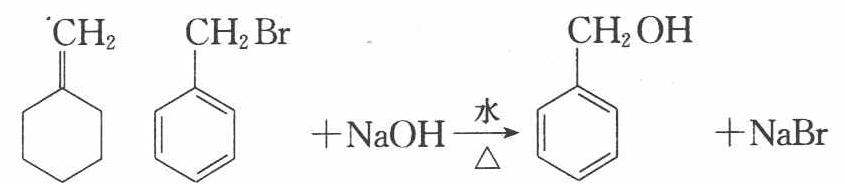 CH₂ CH₂Br CH₂OH
+NaOH 水 △ +NaBr